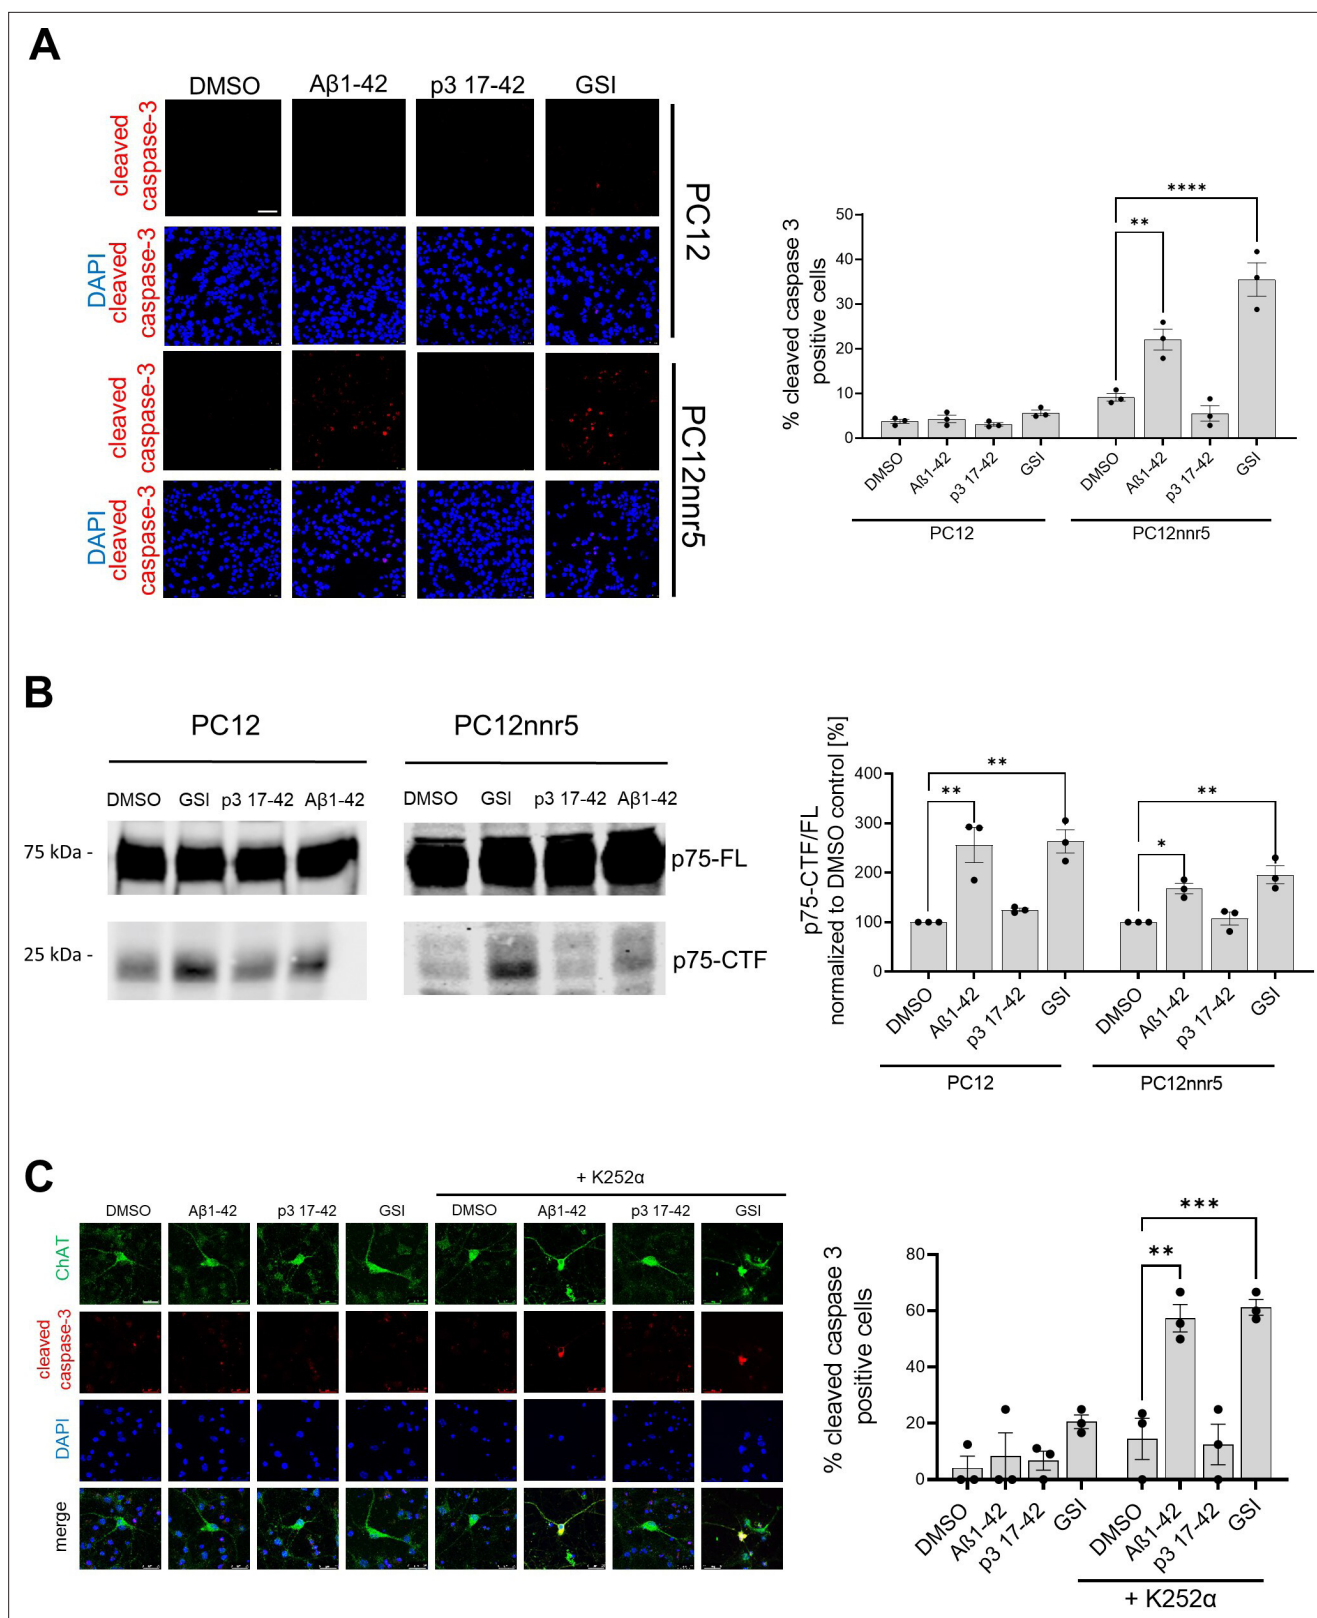 A
DMSO Aβ1-42 p3 17-42 GSI
cleaved
caspase-3
DAPI
cleaved
caspase-3
PC12
cleaved
caspase-3
DAPI
cleaved
caspase-3
PC12nnr5
% cleaved caspase 3
positive cells
50
40
30
20
10
0
**
****
DMSO Aß1-42 p3 17-42 GSI DMSO Aß1-42 p3 17-42 GSI
PC12 PC12nnr5
B
PC12 PC12nnr5
DMSO GSI p3 17-42 Aβ1-42 DMSO GSI p3 17-42 Aβ1-42
75 kDa - p75-FL
25 kDa - p75-CTF
p75-CTF/FL
normalized to DMSO control [%]
400
300
200
100
0
**
**
*
**
DMSO Aß1-42 p3 17-42 GSI DMSO Aß1-42 p3 17-42 GSI
PC12 PC12nnr5
C
+ K252α
DMSO Aβ1-42 p3 17-42 GSI DMSO Aβ1-42 p3 17-42 GSI
ChAT
cleaved
caspase-3
DAPI
merge
% cleaved caspase 3
positive cells
80
60
40
20
0
**
***
DMSO Aß1-42 p3 17-42 GSI DMSO Aß1-42 p3 17-42 GSI
+ K252α